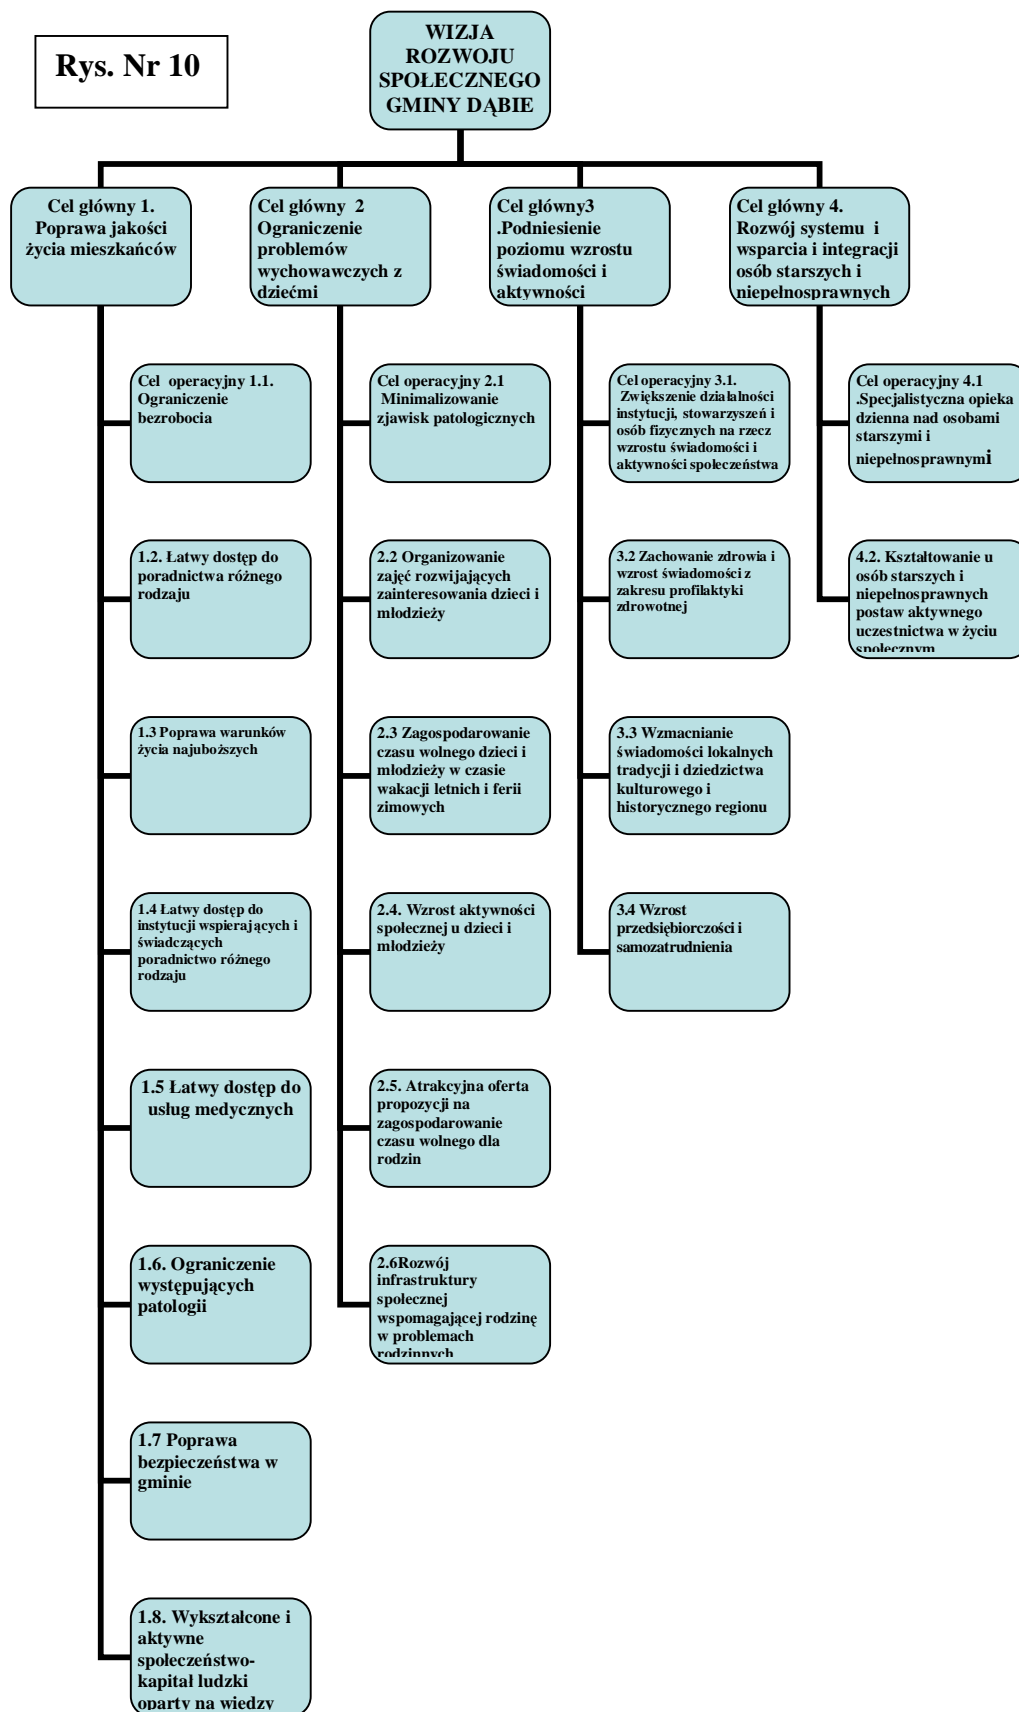 Rys. Nr 10
WIZJA
ROZWOJU
SPOŁECZNEGO
GMINY DĄBIE
Cel główny 1.
Poprawa jakości
życia mieszkańców
Cel główny 2
Ograniczenie
problemów
wychowawczych z
dziećmi
Cel główny3
.Podniesienie
poziomu wzrostu
świadomości i
aktywności
Cel główny 4.
Rozwój systemu i
wsparcia i integracji
osób starszych i
niepełnosprawnych
Cel operacyjny 1.1.
Ograniczenie
bezrobocia
1.2. Łatwy dostęp do
poradnictwa różnego
rodzaju
1.3 Poprawa warunków
życia najuboższych
1.4 Łatwy dostęp do
instytucji wspierających i
świadczących
poradnictwo różnego
rodzaju
1.5 Łatwy dostęp do
usług medycznych
1.6. Ograniczenie
występujących
patologii
1.7 Poprawa
bezpieczeństwa w
gminie
1.8. Wykształcone i
aktywne
społeczeństwo-
kapitał ludzki
oparty na wiedzy
Cel operacyjny 2.1
Minimalizowanie
zjawisk patologicznych
2.2 Organizowanie
zajęć rozwijających
zainteresowania dzieci i
młodzieży
2.3 Zagospodarowanie
czasu wolnego dzieci i
młodzieży w czasie
wakacji letnich i ferii
zimowych
2.4. Wzrost aktywności
społecznej u dzieci i
młodzieży
2.5. Atrakcyjna oferta
propozycji na
zagospodarowanie
czasu wolnego dla
rodzin
2.6Rozwój
infrastruktury
społecznej
wspomagającej rodzinę
w problemach
rodzinnych
Cel operacyjny 3.1.
Zwiększenie działalności
instytucji, stowarzyszeń i
osób fizycznych na rzecz
wzrostu świadomości i
aktywności społeczeństwa
3.2 Zachowanie zdrowia i
wzrost świadomości z
zakresu profilaktyki
zdrowotnej
3.3 Wzmacnianie
świadomości lokalnych
tradycji i dziedzictwa
kulturowego i
historycznego regionu
3.4 Wzrost
przedsiębiorczości i
samozatrudnienia
Cel operacyjny 4.1
.Specjalistyczna opieka
dzienna nad osobami
starszymi i
niepełnosprawnymi
4.2. Kształtowanie u
osób starszych i
niepełnosprawnych
postaw aktywnego
uczestnictwa w życiu
społecznym